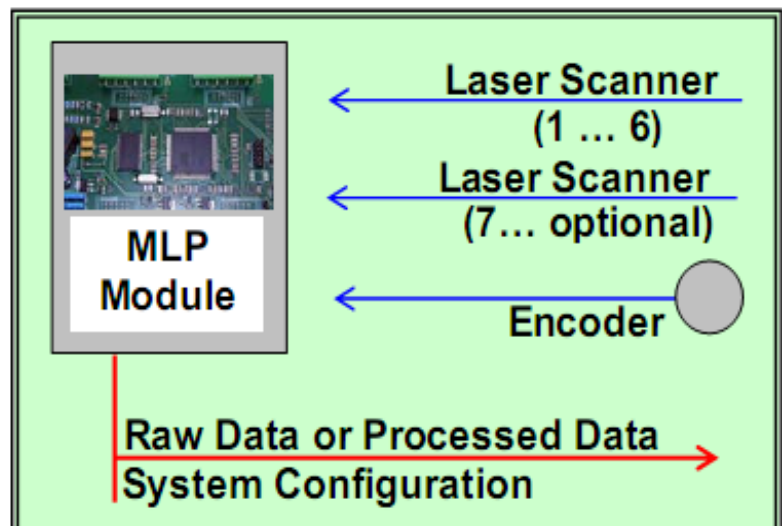 Laser Scanner
(1 ... 6)
Laser Scanner
(7... optional)
MLP
Module
Encoder
Raw Data or Processed Data
System Configuration